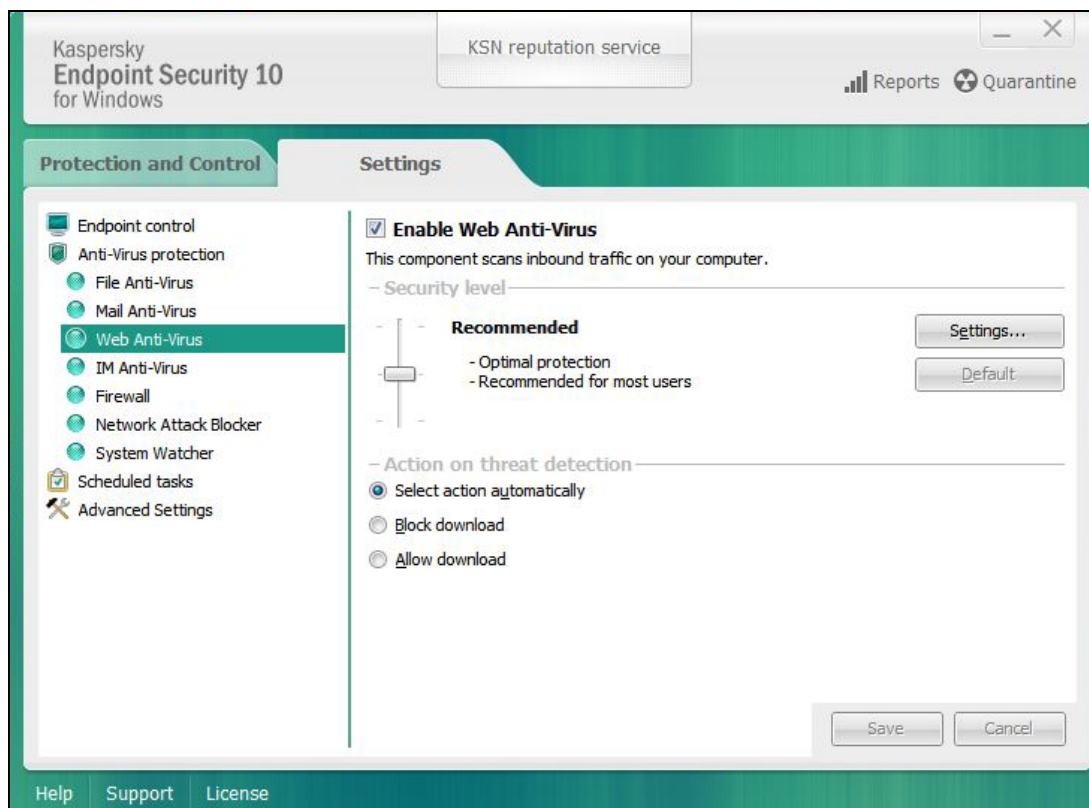 Kaspersky
Endpoint Security 10
for Windows
KSN reputation service
Reports
Quarantine
Protection and Control
Settings
Endpoint control
Anti-Virus protection
File Anti-Virus
Mail Anti-Virus
Web Anti-Virus
IM Anti-Virus
Firewall
Network Attack Blocker
System Watcher
Scheduled tasks
Advanced Settings
Enable Web Anti-Virus
This component scans inbound traffic on your computer.
Security level
Recommended
- Optimal protection
- Recommended for most users
Settings...
Default
Action on threat detection
Select action automatically
Block download
Allow download
Save
Cancel
Help
Support
License